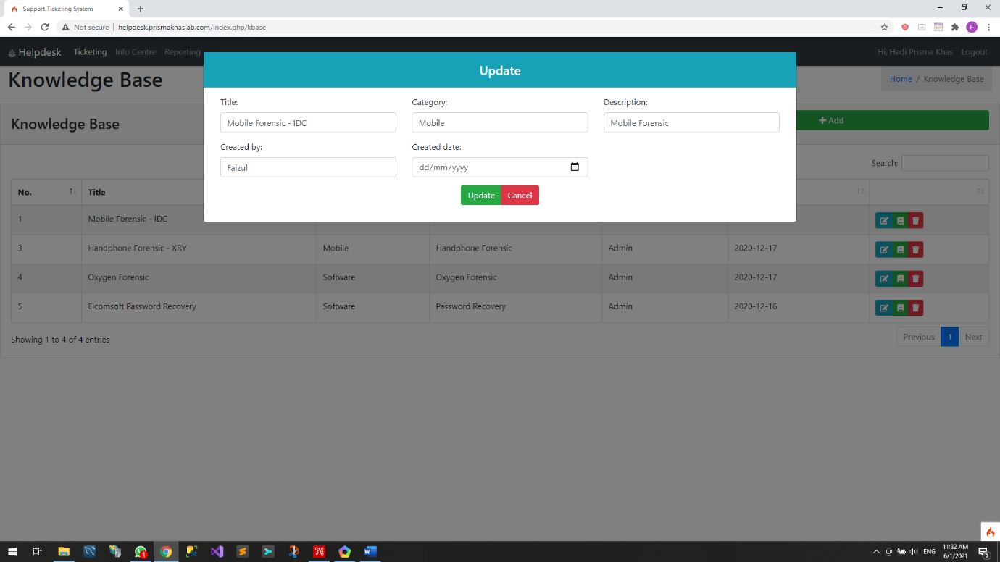 Support Ticketing System
Not secure | helpdesk.prismakhaslab.com/index.php/kbase
F
Helpdesk Ticketing Info Centre Reporting Hi, Hadi Prisma Khas Logout
Update
Knowledge Base
Home / Knowledge Base
Title: Category: Description:
Mobile Forensic - IDC Mobile Mobile Forensic
Knowledge Base
Add
Created by: Created date:
Faizul dd/mm/yyyy
Search:
Update Cancel
No. Title
1 Mobile Forensic - IDC
3 Handphone Forensic - XRY Mobile Handphone Forensic Admin 2020-12-17
4 Oxygen Forensic Software Oxygen Forensic Admin 2020-12-17
5 Elcomsoft Password Recovery Software Password Recovery Admin 2020-12-16
Showing 1 to 4 of 4 entries
Previous 1 Next
ENG
11:32 AM
6/1/2021
5
1